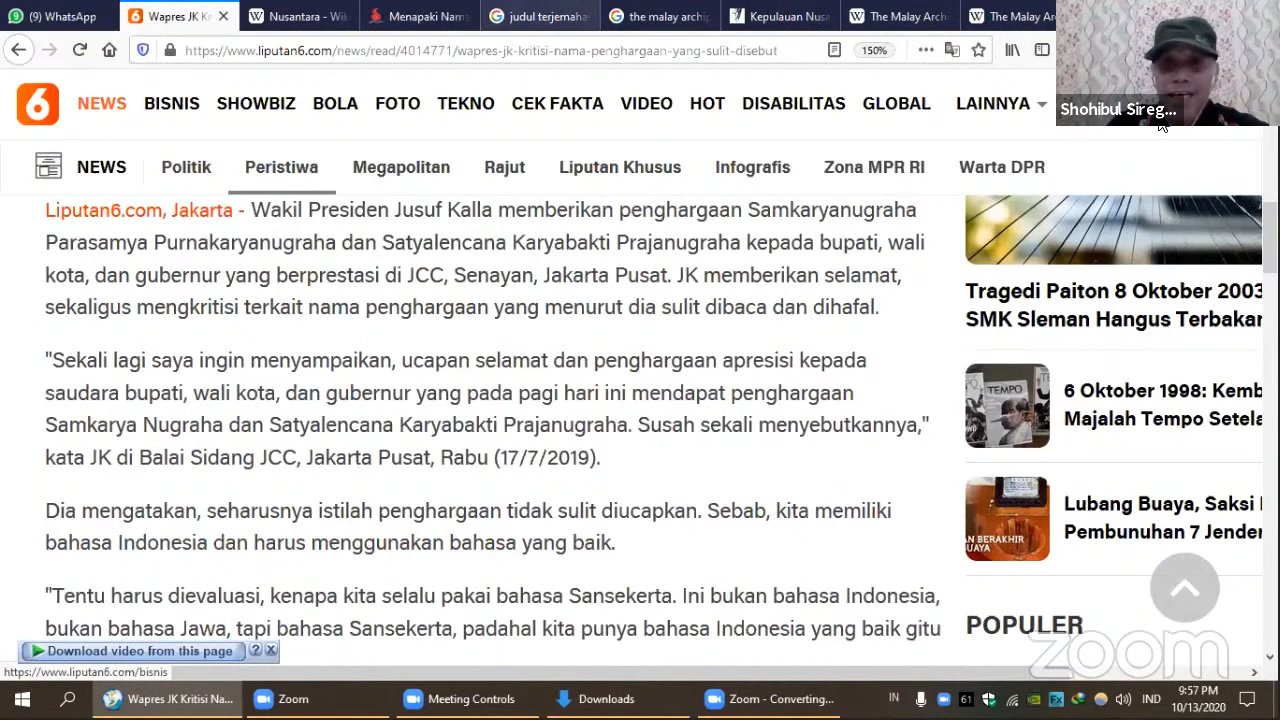 (9) WhatsApp
Wapres JK K
Nusantara - Wi
Menapaki Nam
judul terjemaha
the malay archi
Kepulauan Nus
The Malay Arch
The Malay Ar
https://www.liputan6.com/news/read/4014771/wapres-jk-kritisi-nama-penghargaan-yang-sulit-disebut
150%
Shohibul Sireg...
6
NEWS BISNIS SHOWBIZ BOLA FOTO TEKNO CEK FAKTA VIDEO HOT DISABILITAS GLOBAL LAINNYA
NEWS Politik Peristiwa Megapolitan Rajut Liputan Khusus Infografis Zona MPR RI Warta DPR
Liputan6.com, Jakarta - Wakil Presiden Jusuf Kalla memberikan penghargaan Samkaryanugraha
Parasamya Purnakaryanugraha dan Satyalencana Karyabakti Prajanugraha kepada bupati, wali
kota, dan gubernur yang berprestasi di JCC, Senayan, Jakarta Pusat. JK memberikan selamat,
sekaligus mengkritisi terkait nama penghargaan yang menurut dia sulit dibaca dan dihafal.
"Sekali lagi saya ingin menyampaikan, ucapan selamat dan penghargaan apresisi kepada
saudara bupati, wali kota, dan gubernur yang pada pagi hari ini mendapat penghargaan
Samkarya Nugraha dan Satyalencana Karyabakti Prajanugraha. Susah sekali menyebutkannya,"
kata JK di Balai Sidang JCC, Jakarta Pusat, Rabu (17/7/2019).
Dia mengatakan, seharusnya istilah penghargaan tidak sulit diucapkan. Sebab, kita memiliki
bahasa Indonesia dan harus menggunakan bahasa yang baik.
"Tentu harus dievaluasi, kenapa kita selalu pakai bahasa Sansekerta. Ini bukan bahasa Indonesia,
bukan bahasa Jawa, tapi bahasa Sansekerta, padahal kita punya bahasa Indonesia yang baik gitu
Tragedi Paiton 8 Oktober 2003
SMK Sleman Hangus Terbakar
TEMPO
6 Oktober 1998: Kemb
Majalah Tempo Setela
AN BERAKHIR
UAYA
Lubang Buaya, Saksi
Pembunuhan 7 Jender
POPULER
zoom
Download video from this page
?
https://www.liputan6.com/bisnis
Wapres JK Kritisi Na...
Zoom
Meeting Controls
Downloads
Zoom - Converting...
IN
61
IND
9:57 PM
10/13/2020